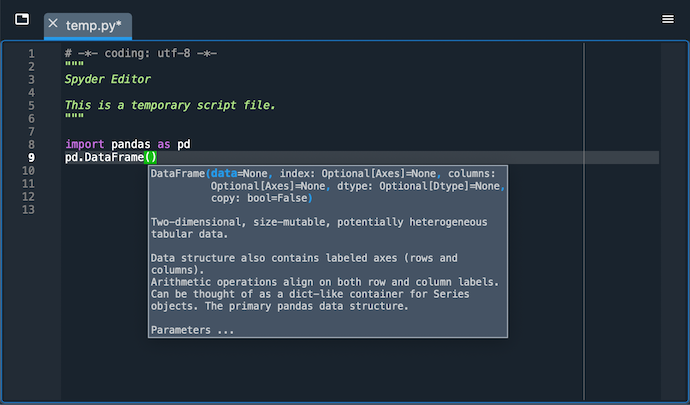 temp.py*
1 # -*- coding: utf-8 -*-
2 """
3 Spyder Editor
4
5 This is a temporary script file.
6 """
7
8 import pandas as pd
9 pd.DataFrame()
10
11
12
13
DataFrame(data=None, index: Optional[Axes]=None, columns:
Optional[Axes]=None, dtype: Optional[Dtype]=None,
copy: bool=False)
Two-dimensional, size-mutable, potentially heterogeneous
tabular data.
Data structure also contains labeled axes (rows and
columns).
Arithmetic operations align on both row and column labels.
Can be thought of as a dict-like container for Series
objects. The primary pandas data structure.
Parameters ...